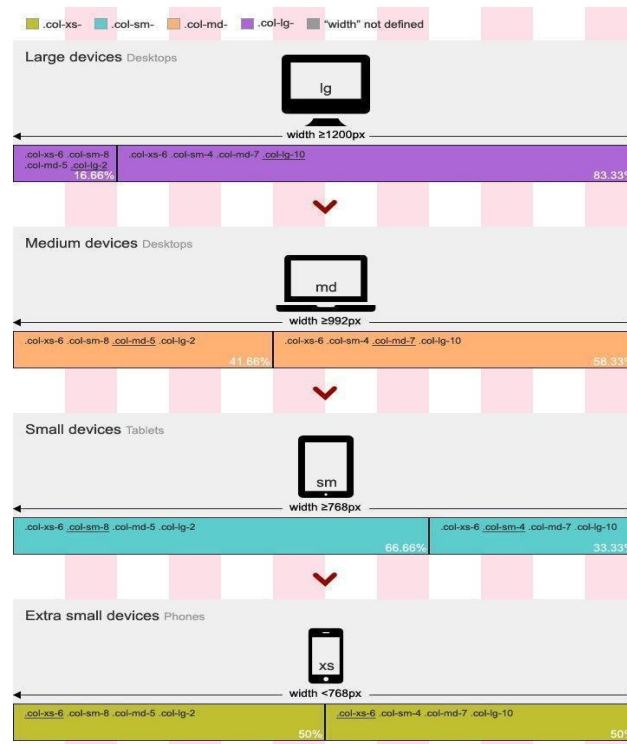 .col-xs- .col-sm- .col-md- .col-lg- "width" not defined
Large devices Desktops
lg
width ≥1200px
.col-xs-6 .col-sm-8 .col-xs-6 .col-sm-4 .col-md-7 .col-lg-10
.col-md-5 .col-lg-2
16.66% 83.33%
Medium devices Desktops
md
width ≥992px
.col-xs-6 .col-sm-8 .col-md-5 .col-lg-2 .col-xs-6 .col-sm-4 .col-md-7 .col-lg-10
41.66% 58.33%
Small devices Tablets
sm
width ≥768px
.col-xs-6 .col-sm-8 .col-md-5 .col-lg-2 .col-xs-6 .col-sm-4 .col-md-7 .col-lg-10
66.66% 33.33%
Extra small devices Phones
xs
width <768px
.col-xs-6 .col-sm-8 .col-md-5 .col-lg-2 .col-xs-6 .col-sm-4 .col-md-7 .col-lg-10
50% 50%